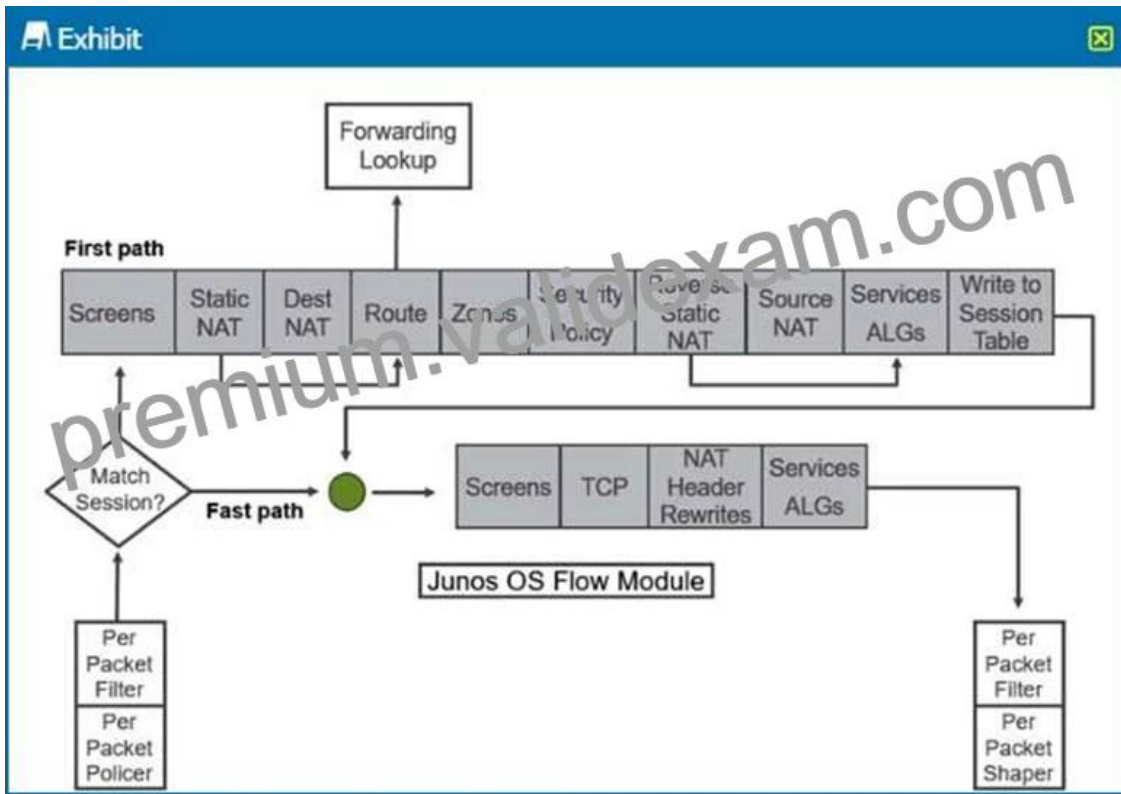 Exhibit
Forwarding
Lookup
First path
Screens
Static
NAT
Dest
NAT
Route
Zones
Security
Policy
Reverse
Static
NAT
Source
NAT
Services
ALGs
Write to
Session
Table
premium.validexam.com
Match
Session?
Fast path
Screens
TCP
NAT
Header
Rewrites
Services
ALGs
Junos OS Flow Module
Per
Packet
Filter
Per
Packet
Policer
Per
Packet
Filter
Per
Packet
Shaper